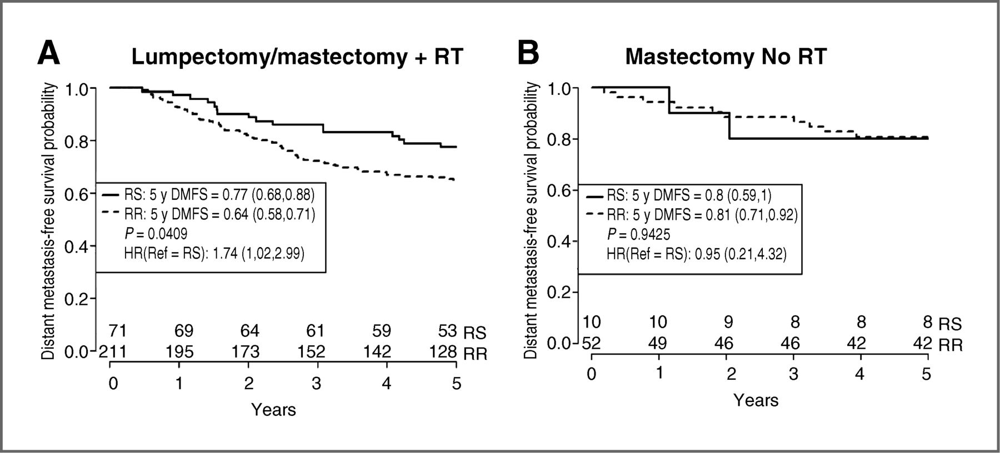 A
Lumpectomy/mastectomy + RT
Distant metastasis-free survival probability
1.0
0.8
0.6
0.4
0.2
0.0
RS: 5 y DMFS = 0.77 (0.68,0.88)
RR: 5 y DMFS = 0.64 (0.58,0.71)
P = 0.0409
HR(Ref = RS): 1.74 (1,02,2.99)
71 69 64 61 59 53 RS
211 195 173 152 142 128 RR
0 1 2 3 4 5
Years
B
Mastectomy No RT
Distant metastasis-free survival probability
1.0
0.8
0.6
0.4
0.2
0.0
RS: 5 y DMFS = 0.8 (0.59,1)
RR: 5 y DMFS = 0.81 (0.71,0.92)
P = 0.9425
HR(Ref = RS): 0.95 (0.21,4.32)
10 10 9 8 8 8 RS
52 49 46 46 42 42 RR
0 1 2 3 4 5
Years